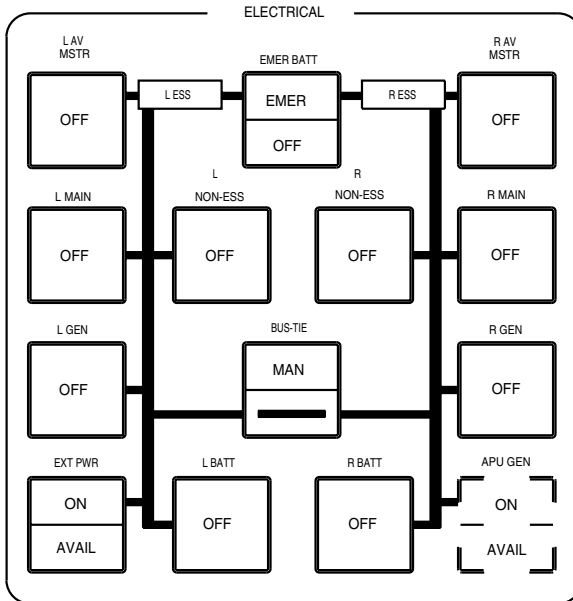 ELECTRICAL
L AV
MSTR
EMER BATT
R AV
MSTR
OFF
L ESS
EMER
OFF
R ESS
OFF
L MAIN
L
NON-ESS
R
NON-ESS
R MAIN
OFF
OFF
OFF
OFF
L GEN
BUS-TIE
R GEN
OFF
MAN
OFF
EXT PWR
L BATT
R BATT
APU GEN
ON
AVAIL
OFF
OFF
ON
AVAIL